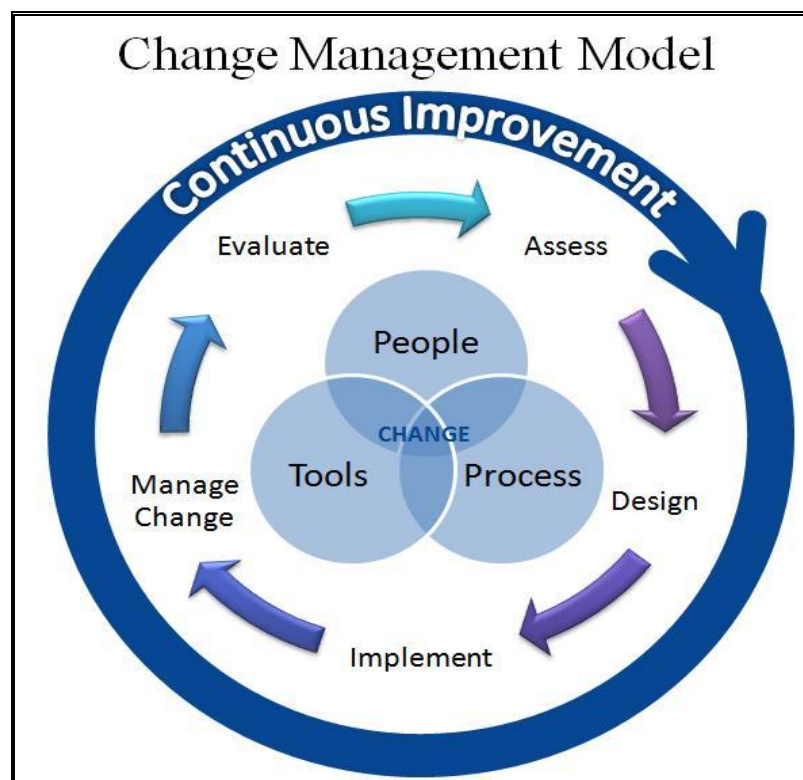 Change Management Model
Continuous Improvement
Evaluate
Assess
People
CHANGE
Tools
Process
Manage
Change
Design
Implement